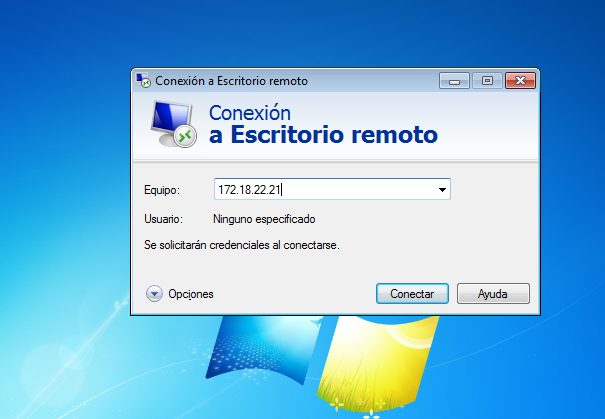 Conexión a Escritorio remoto
Conexión
a Escritorio remoto
Equipo: 172.18.22.21
Usuario: Ninguno especificado
Se solicitarán credenciales al conectarse.
Opciones Conectar Ayuda